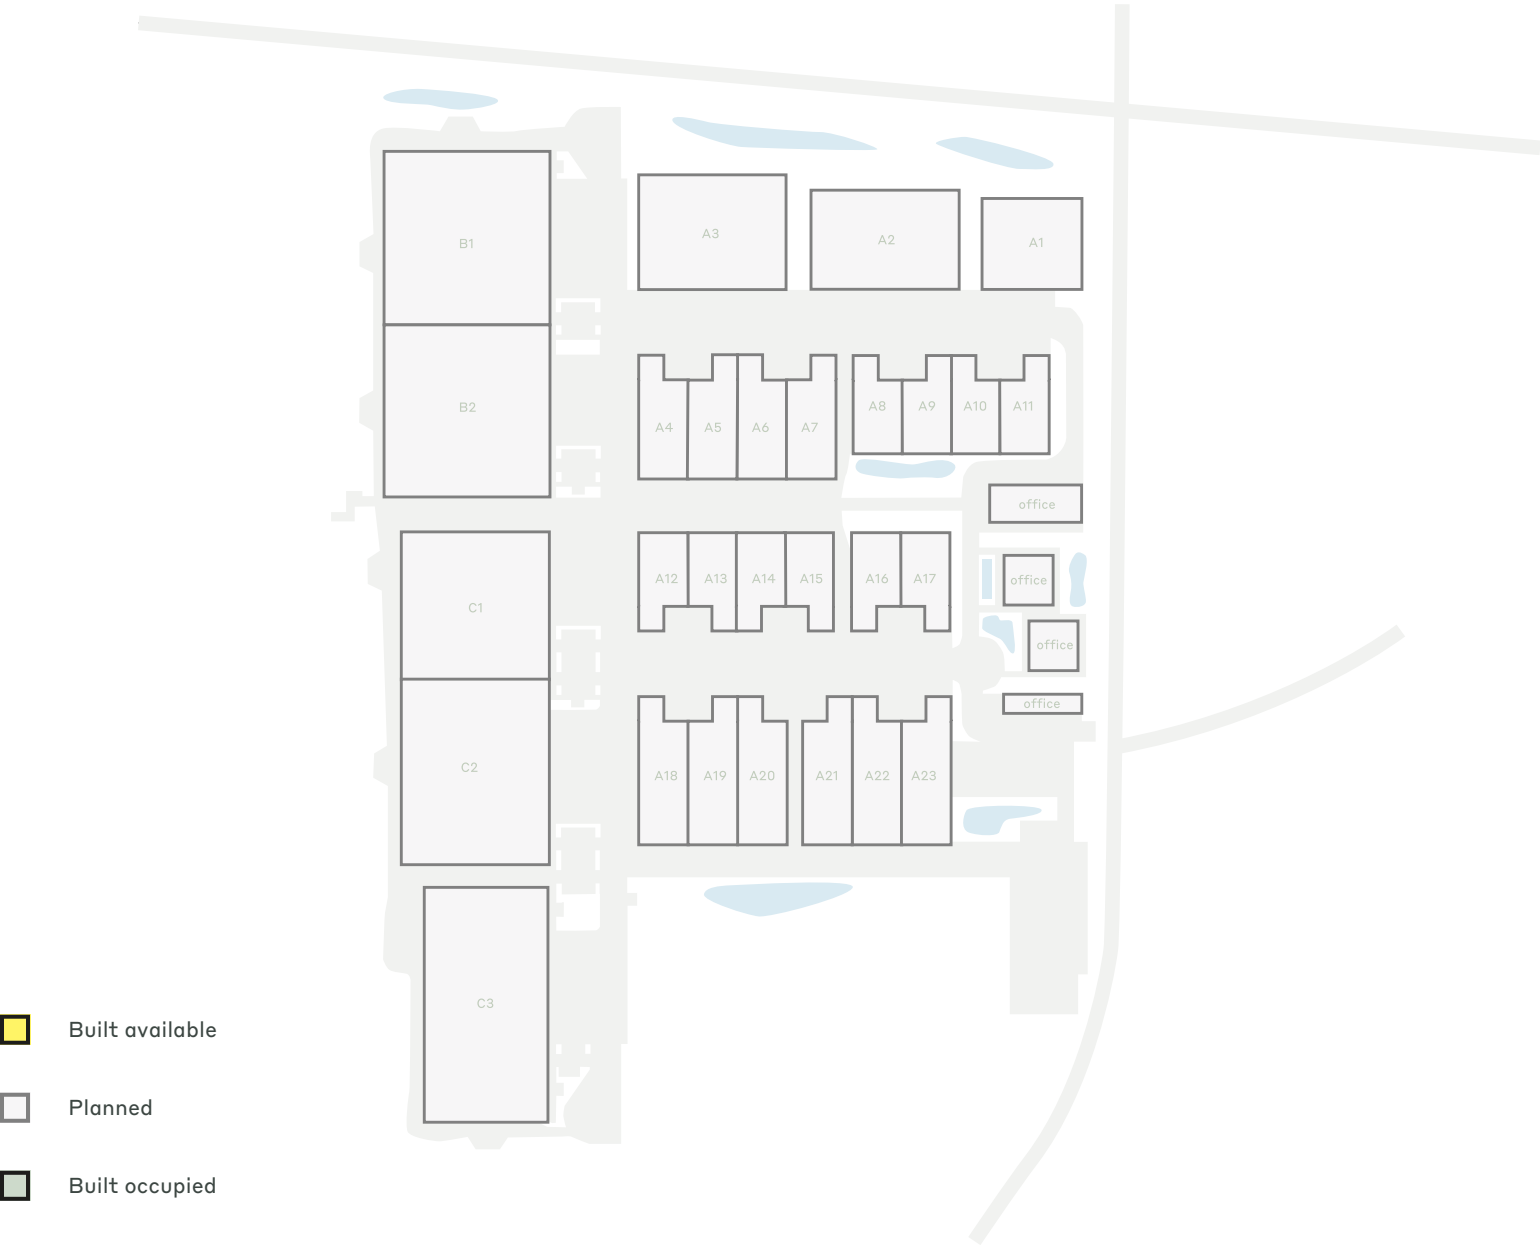 B1
A3
A2
A1
B2
A4
A5
A6
A7
A8
A9
A10
A11
office
C1
A12
A13
A14
A15
A16
A17
office
office
office
C2
A18
A19
A20
A21
A22
A23
C3
Built available
Planned
Built occupied